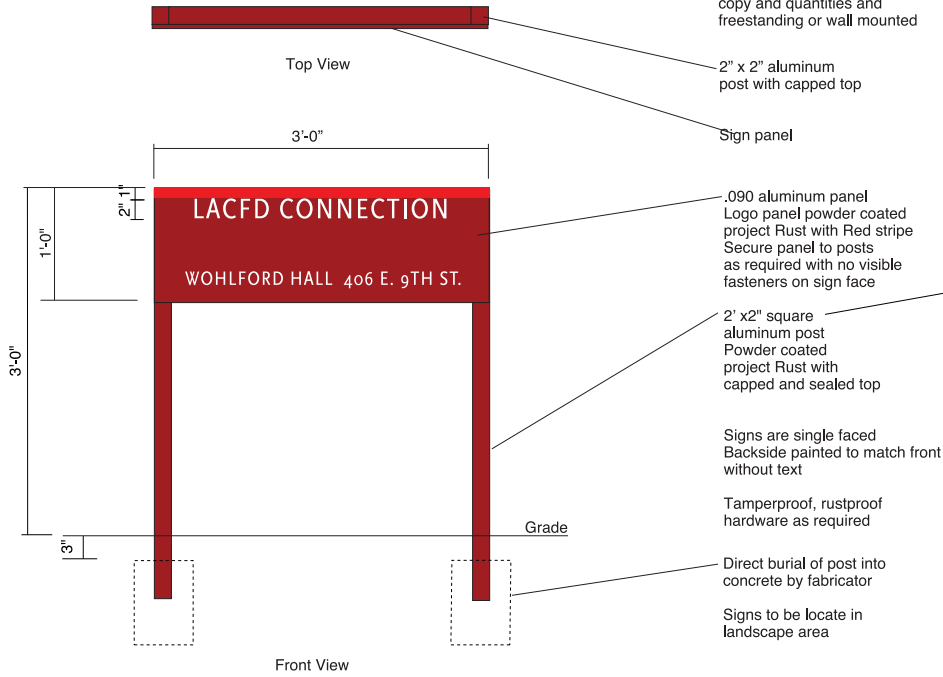 copy and quantities and
freestanding or wall mounted
Top View
2” x 2” aluminum
post with capped top
Sign panel
3'-0”
1"
2"
1'-0"
3'-0"
3"
LACFD CONNECTION
WOHLFORD HALL 406 E. 9TH ST.
.090 aluminum panel
Logo panel powder coated
project Rust with Red stripe
Secure panel to posts
as required with no visible
fasteners on sign face
2' x2" square
aluminum post
Powder coated
project Rust with
capped and sealed top
Signs are single faced
Backside painted to match front
without text
Tamperproof, rustproof
hardware as required
Grade
Direct burial of post into
concrete by fabricator
Signs to be locate in
landscape area
Front View